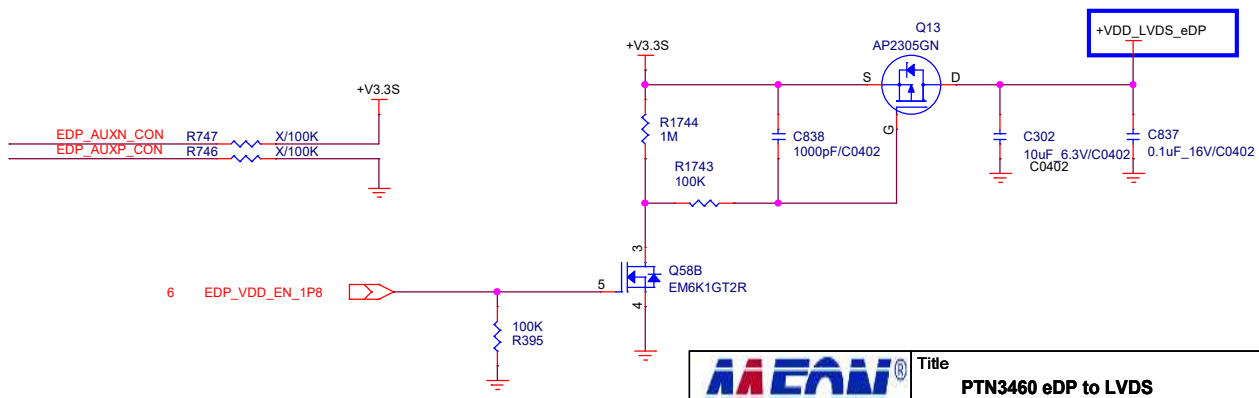 Q13
AP2305GN
+V3.3S
+VDD_LVDS_eDP
S
D
G
+V3.3S
EDP_AUXN_CON R747 X/100K
EDP_AUXP_CON R746 X/100K
R1744
1M
C838
1000pF/C0402
R1743
100K
C302
10uF_6.3V/C0402
C0402
C837
0.1uF_16V/C0402
3
Q58B
EM6K1GT2R
5
4
6 EDP_VDD_EN_1P8
100K
R395
AAEON®
Title
PTN3460 eDP to LVDS